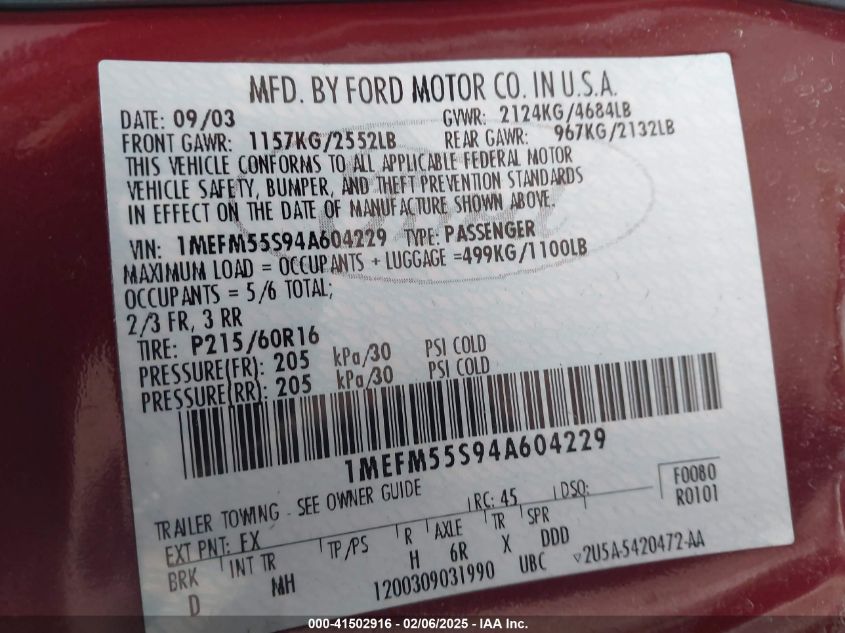 MFD. BY FORD MOTOR CO. IN U.S.A.
DATE: 09/03 GVWR: 2124KG/4684LB
FRONT GAWR: 1157KG/2552LB REAR GAWR: 967KG/2132LB
THIS VEHICLE CONFORMS TO ALL APPLICABLE FEDERAL MOTOR
VEHICLE SAFETY, BUMPER, AND THEFT PREVENTION STANDARDS
IN EFFECT ON THE DATE OF MANUFACTURE SHOWN ABOVE.
VIN: 1MEFM55S94A604229 TYPE: PASSENGER
MAXIMUM LOAD = OCCUPANTS + LUGGAGE =499KG/1100LB
OCCUPANTS = 5/6 TOTAL;
2/3 FR, 3 RR
TIRE: P215/60R16
PRESSURE(FR): 205 kPa/30 PSI COLD
PRESSURE(RR): 205 kPa/30 PSI COLD
1MEFM55S94A604229
TRAILER TOWING - SEE OWNER GUIDE RC: 45 DSO: F0080
R0101
EXT PNT: FX
BRK INT TR TP/PS R AXLE TR SPR
D MH H 6R X DDD
1200309031990 UBC ▽2U5A-5420472-AA
000-41502916 - 02/06/2025 - IAA Inc.